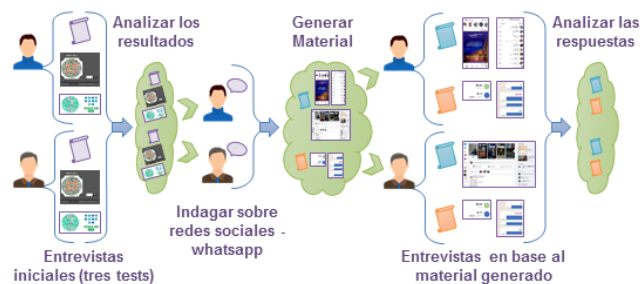 Analizar los
resultados
Generar
Material
Analizar las
respuestas
Indagar sobre
redes sociales -
whatsapp
Entrevistas
iniciales (tres tests)
Entrevistas en base al
material generado